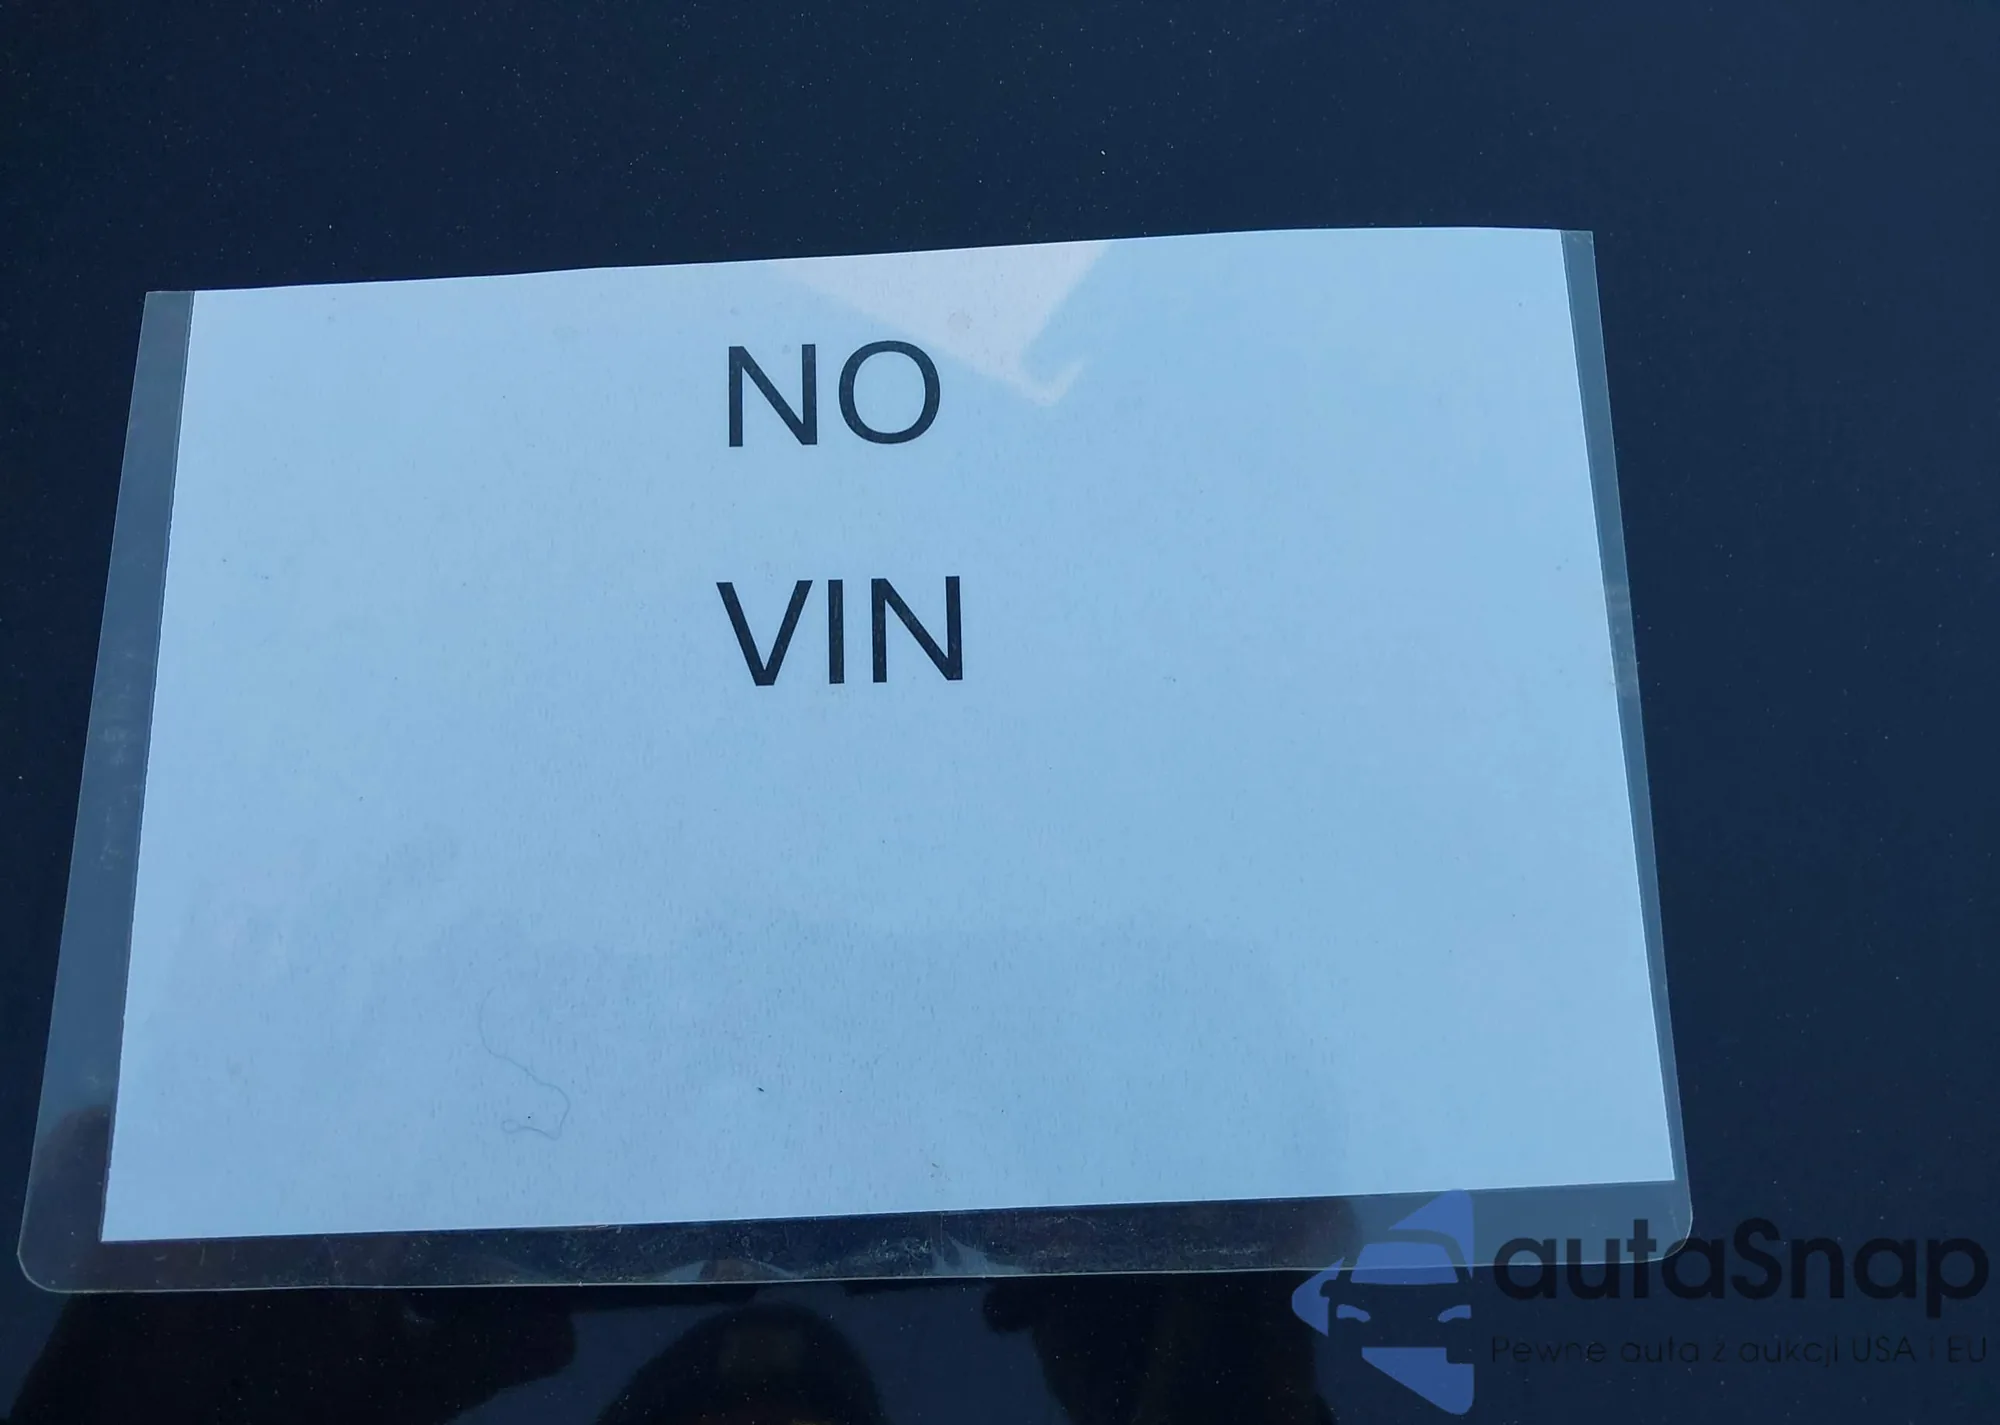 NO
VIN
autaSnap
Pewne auta z aukcji USA i EU